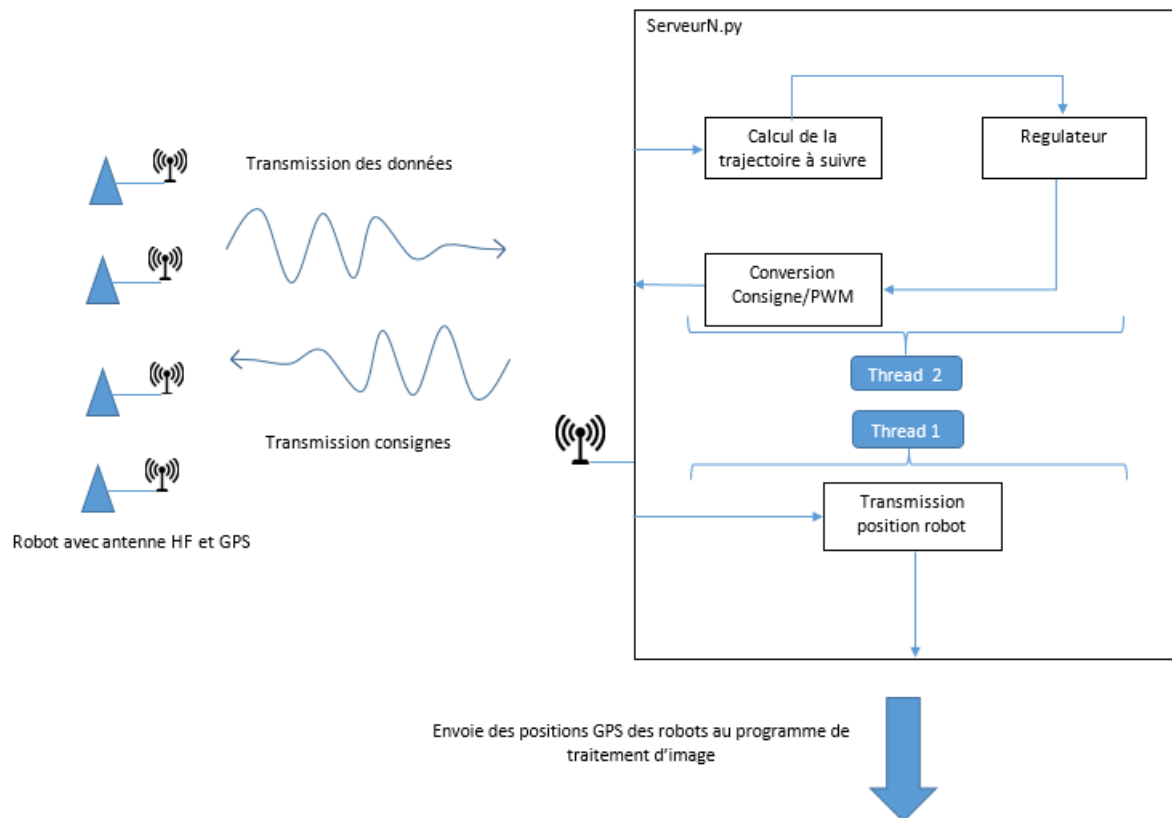 ServeurN.py
Transmission des données
Calcul de la
trajectoire à suivre
Regulateur
Conversion
Consigne/PWM
Thread 2
Thread 1
Transmission consignes
Transmission
position robot
Robot avec antenne HF et GPS
Envoie des positions GPS des robots au programme de
traitement d'image